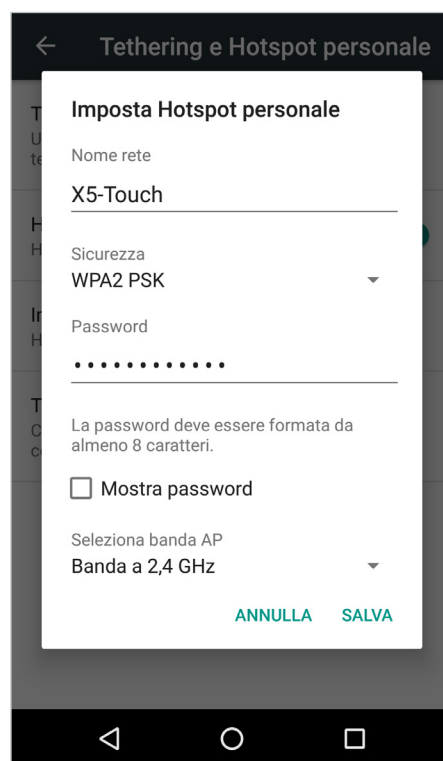 Tethering e Hotspot personale
Imposta Hotspot personale
Nome rete
X5-Touch
Sicurezza
WPA2 PSK
Password
••••••••••••
La password deve essere formata da
almeno 8 caratteri.
Mostra password
Seleziona banda AP
Banda a 2,4 GHz
ANNULLA SALVA